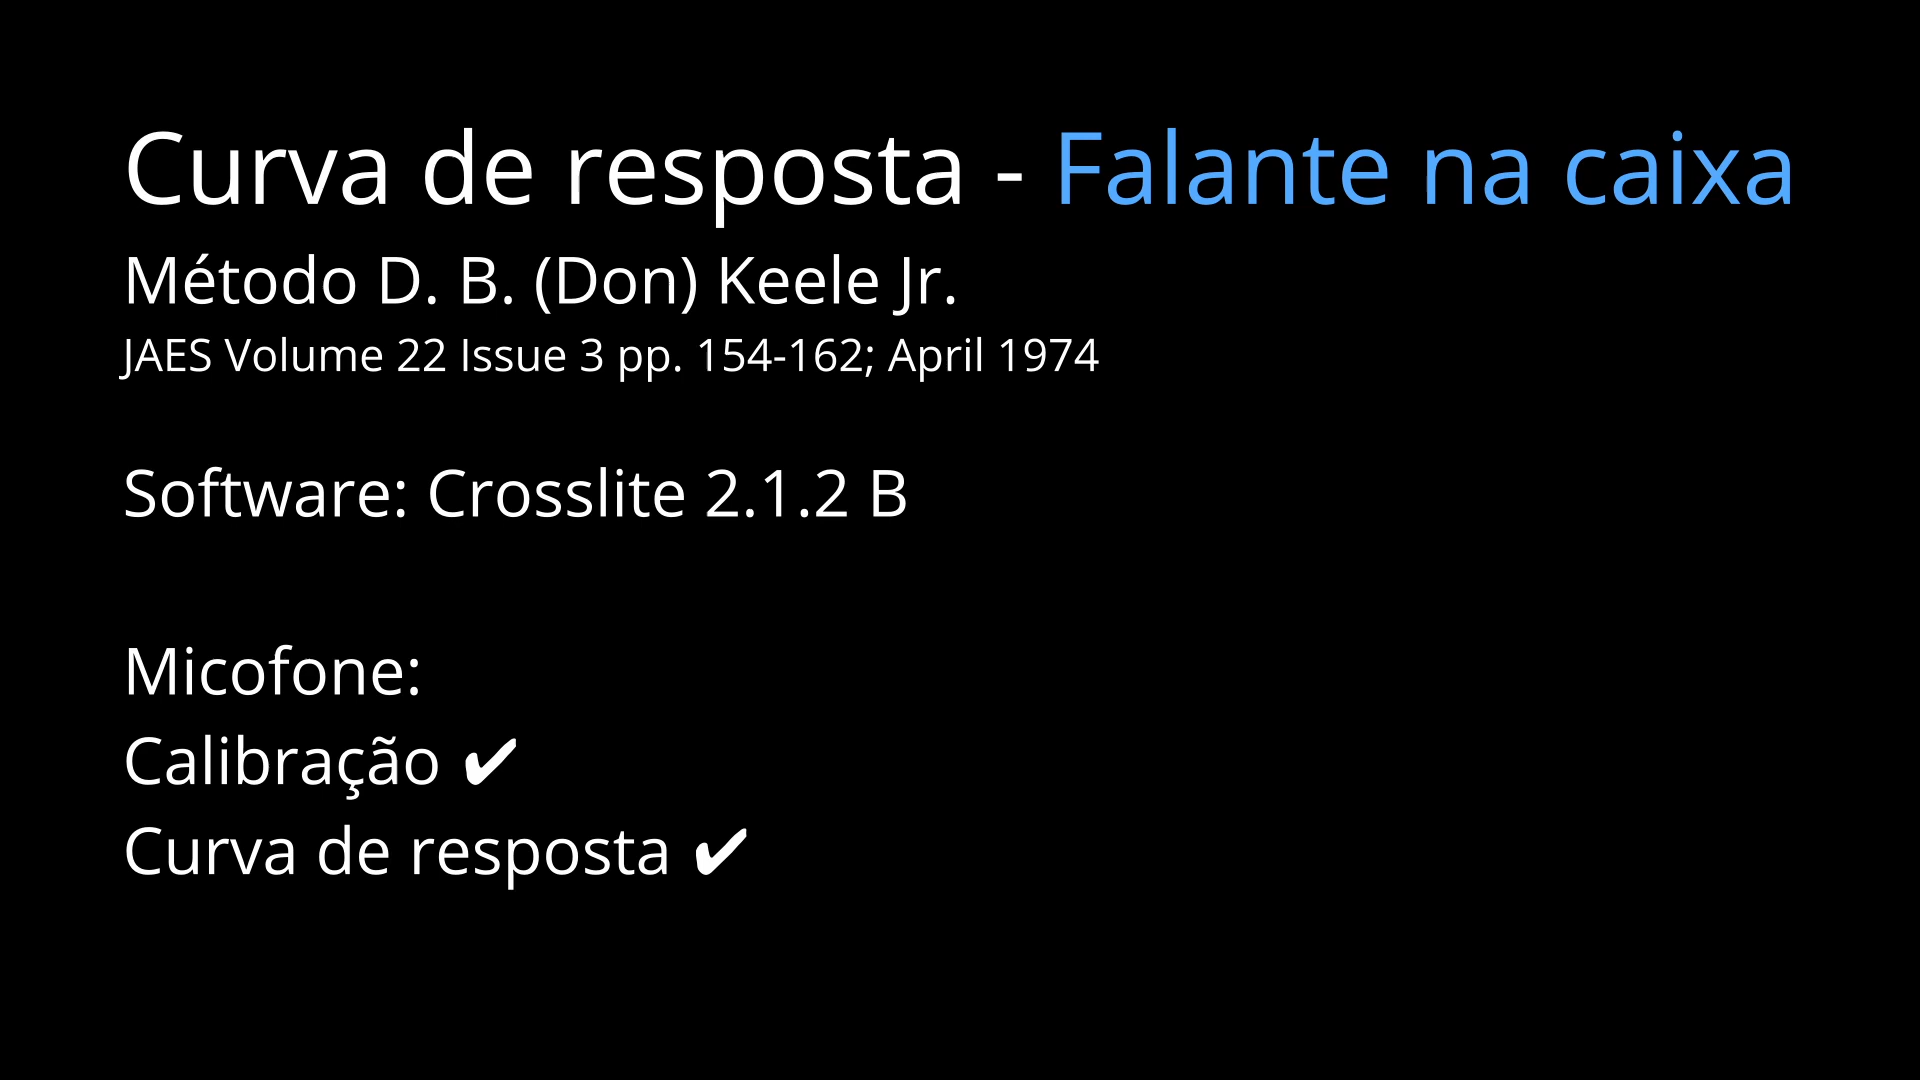 Curva de resposta - Falante na caixa
Método D. B. (Don) Keele Jr.
JAES Volume 22 Issue 3 pp. 154-162; April 1974
Software: Crosslite 2.1.2 B
Micofone:
Calibração ✔
Curva de resposta ✔